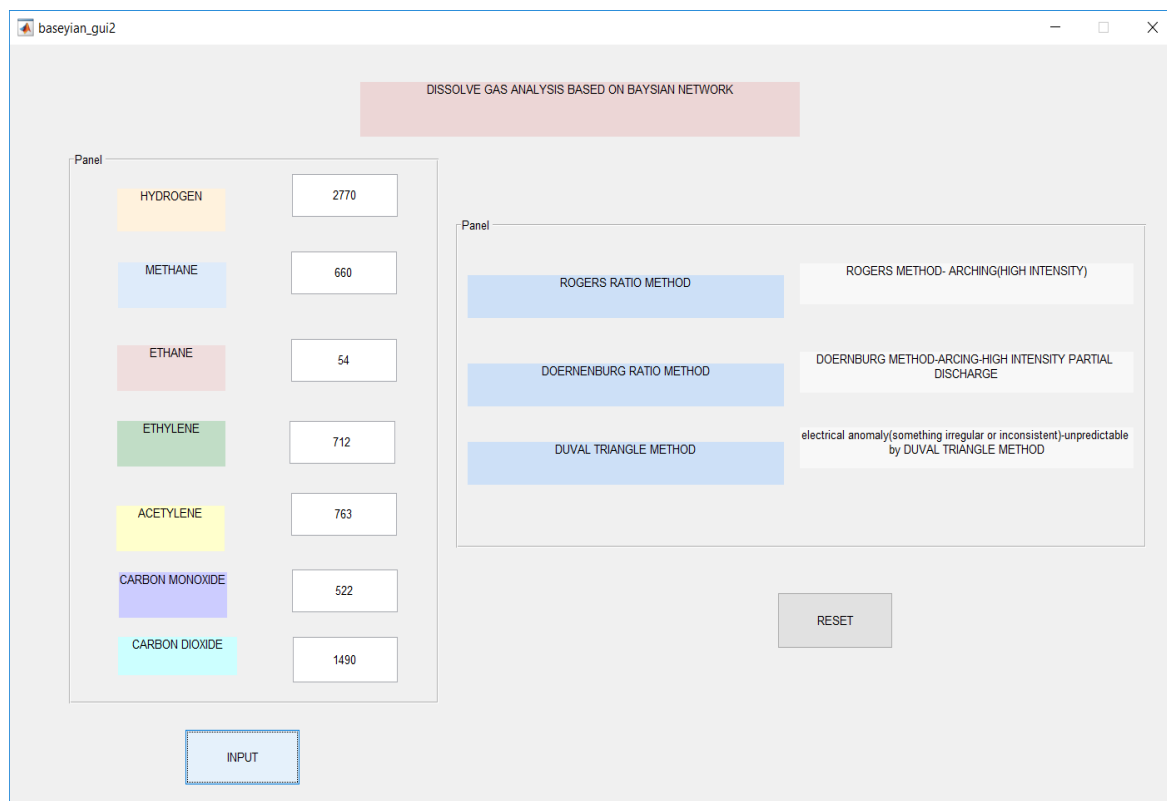 baseyian_gui2
DISSOLVE GAS ANALYSIS BASED ON BAYSIAN NETWORK
Panel
HYDROGEN
2770
METHANE
660
ETHANE
54
ETHYLENE
712
ACETYLENE
763
CARBON MONOXIDE
522
CARBON DIOXIDE
1490
INPUT
Panel
ROGERS RATIO METHOD
ROGERS METHOD- ARCHING(HIGH INTENSITY)
DOERNENBURG RATIO METHOD
DOERNBURG METHOD-ARCING-HIGH INTENSITY PARTIAL
DISCHARGE
DUVAL TRIANGLE METHOD
electrical anomaly(something irregular or inconsistent)-unpredictable
by DUVAL TRIANGLE METHOD
RESET